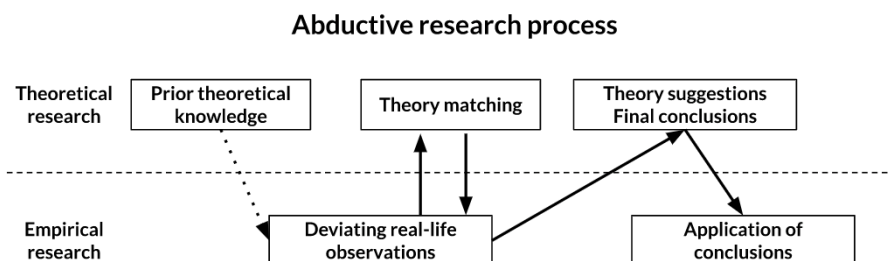 Abductive research process
Theoretical
research
Prior theoretical
knowledge
Theory matching
Theory suggestions
Final conclusions
Empirical
research
Deviating real-life
observations
Application of
conclusions